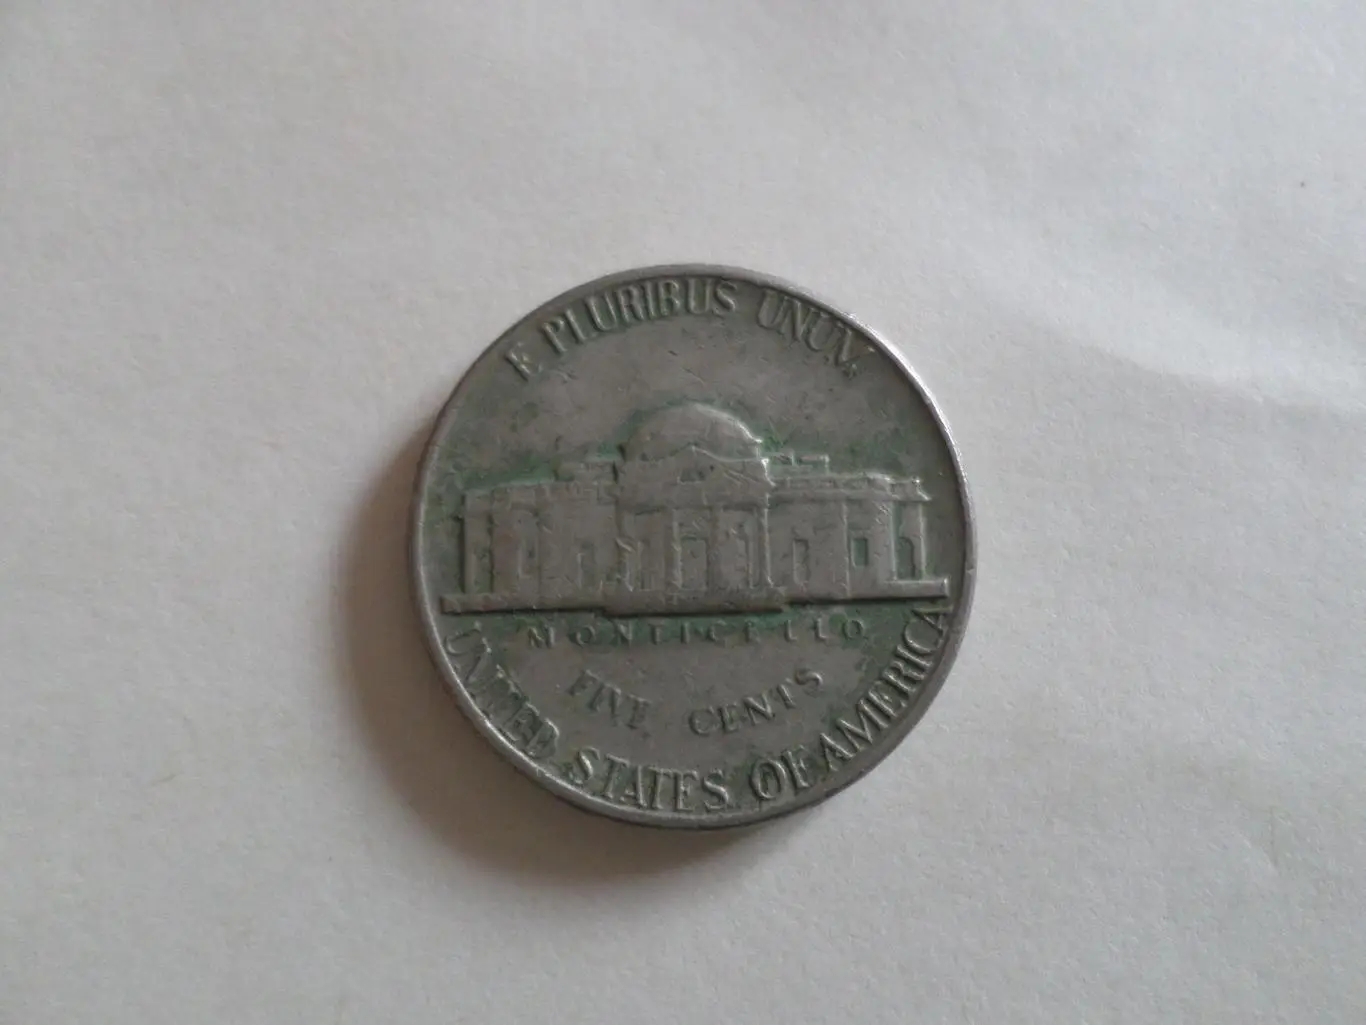 E PLURIBUS UNUM
MONTICELLO
FIVE CENTS
UNITED STATES OF AMERICA